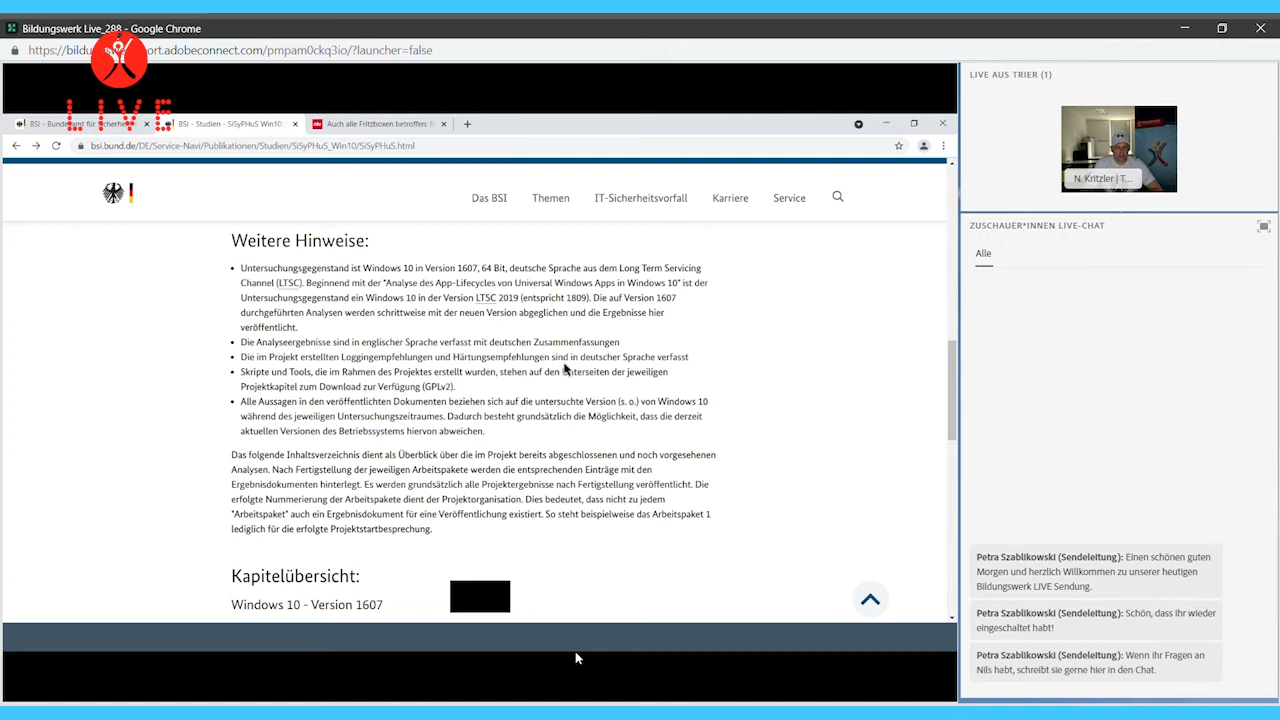 Bildungswerk Live_288 - Google Chrome
ort.adobeconnect.com/pmpam0ckq3io/?launcher=false
LIVE
BSI - Studien - SiSyPHuS Win10:
Auch alle Fritzboxen betroffen: B
bsi.bund.de/DE/Service-Navi/Publikationen/Studien/SiSyPHuS_Win10/SiSyPHuS.html
Das BSI Themen IT-Sicherheitsvorfall Karriere Service
Weitere Hinweise:
• Untersuchungsgegenstand ist Windows 10 in Version 1607, 64 Bit, deutsche Sprache aus dem Long Term Servicing
Channel (LTSC). Beginnend mit der "Analyse des App-Lifecycles von Universal Windows Apps in Windows 10" ist der
Untersuchungsgegenstand ein Windows 10 in der Version LTSC 2019 (entspricht 1809). Die auf Version 1607
durchgeführten Analysen werden schrittweise mit der neuen Version abgeglichen und die Ergebnisse hier
veröffentlicht.
• Die Analyseergebnisse sind in englischer Sprache verfasst mit deutschen Zusammenfassungen
• Die im Projekt erstellten Loggingempfehlungen und Härtungsempfehlungen sind in deutscher Sprache verfasst
• Skripte und Tools, die im Rahmen des Projektes erstellt wurden, stehen auf den Unterseiten der jeweiligen
Projektkapitel zum Download zur Verfügung (GPLv2).
• Alle Aussagen in den veröffentlichten Dokumenten beziehen sich auf die untersuchte Version (s. o.) von Windows 10
während des jeweiligen Untersuchungszeitraumes. Dadurch besteht grundsätzlich die Möglichkeit, dass die derzeit
aktuellen Versionen des Betriebssystems hiervon abweichen.
Das folgende Inhaltsverzeichnis dient als Überblick über die im Projekt bereits abgeschlossenen und noch vorgesehenen
Analysen. Nach Fertigstellung der jeweiligen Arbeitspakete werden die entsprechenden Einträge mit den
Ergebnisdokumenten hinterlegt. Es werden grundsätzlich alle Projektergebnisse nach Fertigstellung veröffentlicht. Die
erfolgte Nummerierung der Arbeitspakete dient der Projektorganisation. Dies bedeutet, dass nicht zu jedem
"Arbeitspaket" auch ein Ergebnisdokument für eine Veröffentlichung existiert. So steht beispielweise das Arbeitspaket 1
lediglich für die erfolgte Projektstartbesprechung.
Kapitelübersicht:
Windows 10 - Version 1607
LIVE AUS TRIER (1)
N. Kritzler | T...
ZUSCHAUER*INNEN LIVE-CHAT
Alle
Petra Szablikowski (Sendeleitung): Einen schönen guten
Morgen und herzlich Willkommen zu unserer heutigen
Bildungswerk LIVE Sendung.
Petra Szablikowski (Sendeleitung): Schön, dass ihr wieder
eingeschaltet habt!
Petra Szablikowski (Sendeleitung): Wenn ihr Fragen an
Nils habt, schreibt sie gerne hier in den Chat.